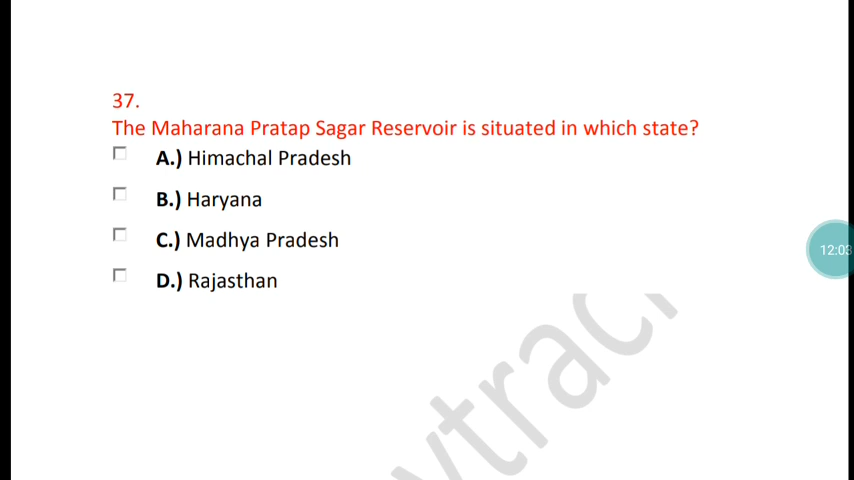 37.
The Maharana Pratap Sagar Reservoir is situated in which state?
A.) Himachal Pradesh
B.) Haryana
C.) Madhya Pradesh
D.) Rajasthan
12:03